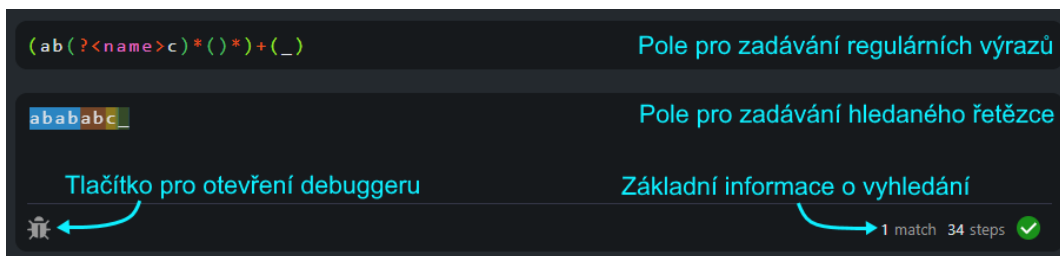 (ab(?<name>c)*()*)+(_)
Pole pro zadávání regulárních výrazů
abababc_
Pole pro zadávání hledaného řetězce
Tlačítko pro otevření debuggeru
Základní informace o vyhledání
1 match 34 steps